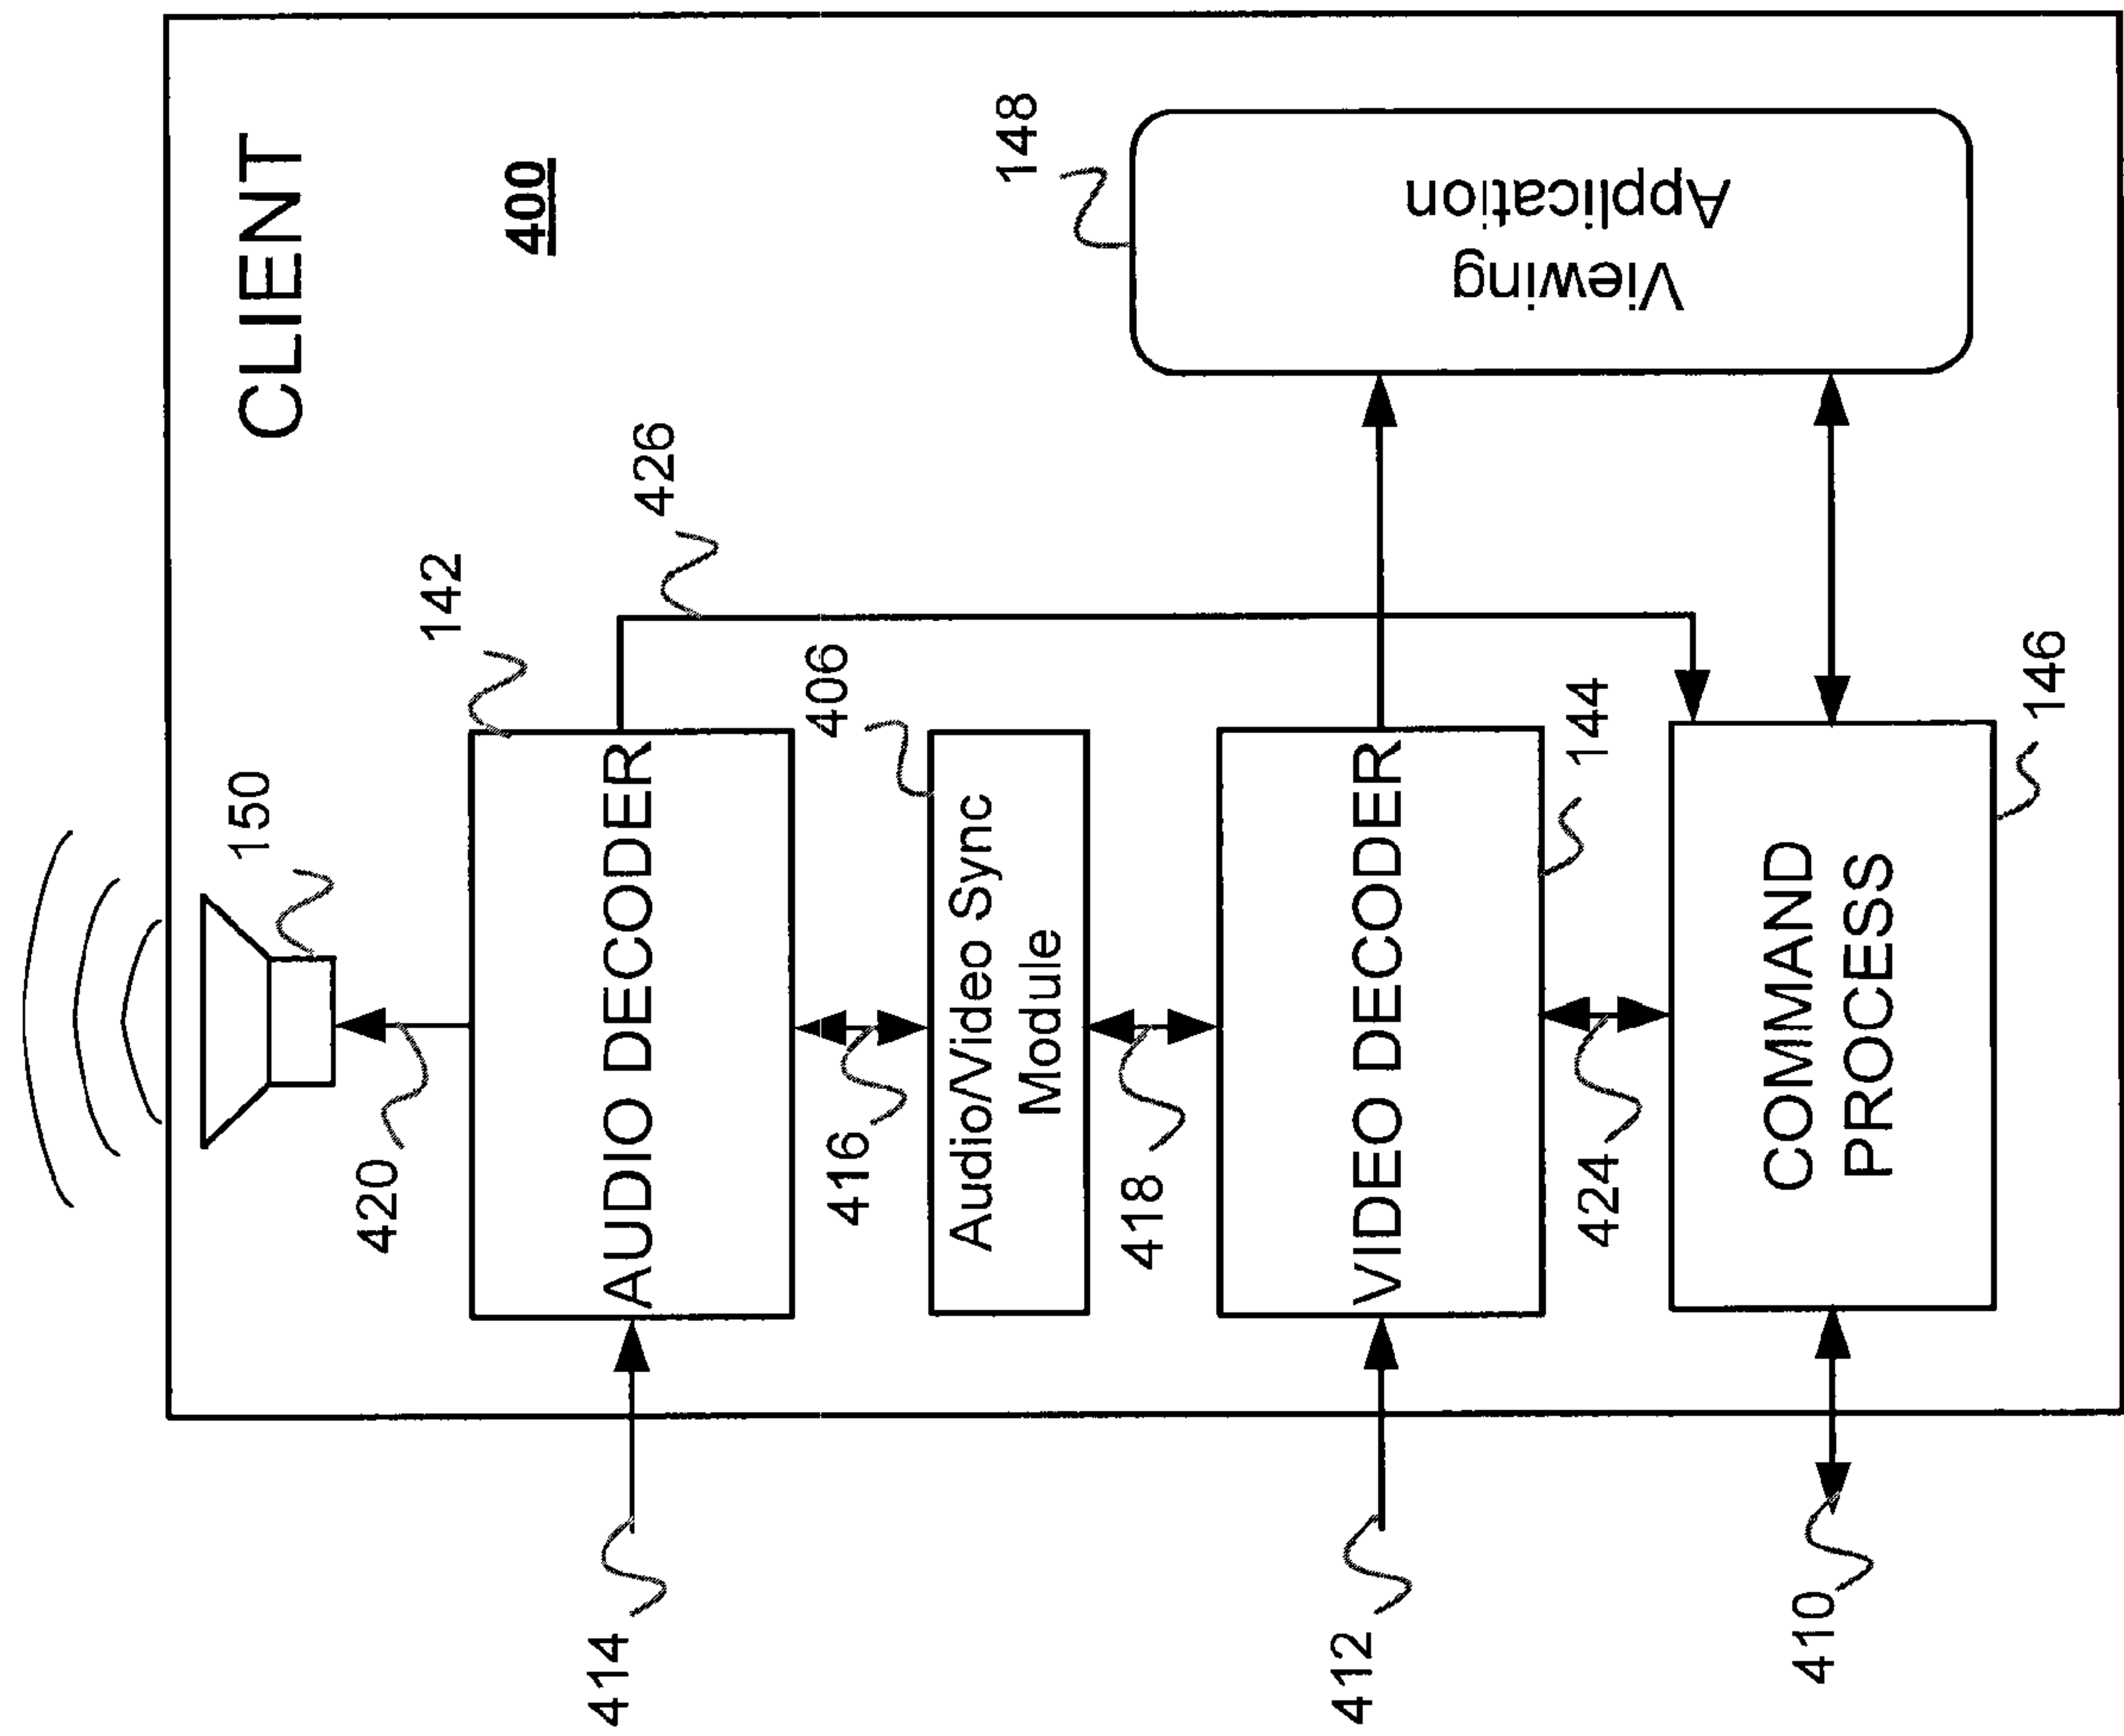 CLIENT
400
150
420
142
AUDIO DECODER
414
426
416
406
Audio/Video Sync
Module
418
148
Viewing
Application
VIDEO DECODER
412
144
424
COMMAND
PROCESS
410
146